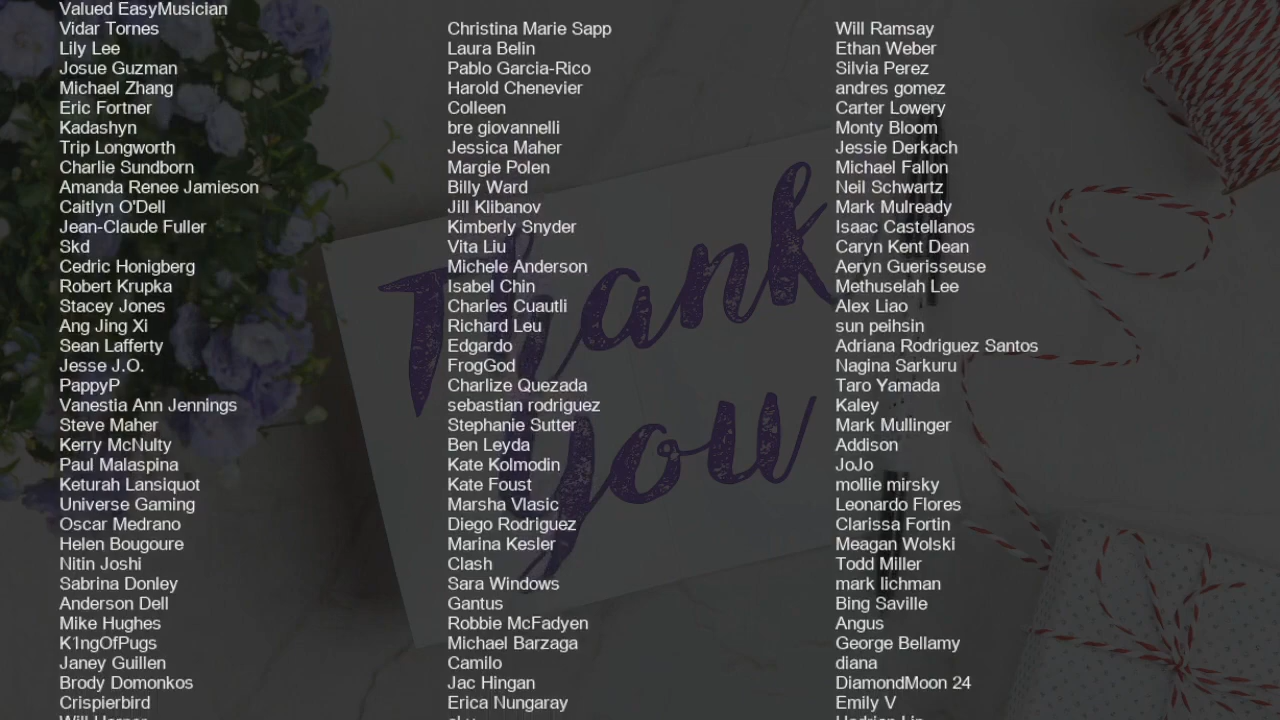 Valued EasyMusician
Vidar Tornes
Lily Lee
Josue Guzman
Michael Zhang
Eric Fortner
Kadashyn
Trip Longworth
Charlie Sundborn
Amanda Renee Jamieson
Caitlyn O'Dell
Jean-Claude Fuller
Skd
Cedric Honigberg
Robert Krupka
Stacey Jones
Ang Jing Xi
Sean Lafferty
Jesse J.O.
PappyP
Vanestia Ann Jennings
Steve Maher
Kerry McNulty
Paul Malaspina
Keturah Lansiquot
Universe Gaming
Oscar Medrano
Helen Bougoure
Nitin Joshi
Sabrina Donley
Anderson Dell
Mike Hughes
K1ngOfPugs
Janey Guillen
Brody Domonkos
Crispierbird
Christina Marie Sapp
Laura Belin
Pablo Garcia-Rico
Harold Chenevier
Colleen
bre giovannelli
Jessica Maher
Margie Polen
Billy Ward
Jill Klibanov
Kimberly Snyder
Vita Liu
Michele Anderson
Isabel Chin
Charles Cuautli
Richard Leu
Edgardo
FrogGod
Charlize Quezada
sebastian rodriguez
Stephanie Sutter
Ben Leyda
Kate Kolmodin
Kate Foust
Marsha Vlasic
Diego Rodriguez
Marina Kesler
Clash
Sara Windows
Gantus
Robbie McFadyen
Michael Barzaga
Camilo
Jac Hingan
Erica Nungaray
Will Ramsay
Ethan Weber
Silvia Perez
andres gomez
Carter Lowery
Monty Bloom
Jessie Derkach
Michael Fallon
Neil Schwartz
Mark Mulready
Isaac Castellanos
Caryn Kent Dean
Aeryn Guerisseuse
Methuselah Lee
Alex Liao
sun peihsin
Adriana Rodriguez Santos
Nagina Sarkuru
Taro Yamada
Kaley
Mark Mullinger
Addison
JoJo
mollie mirsky
Leonardo Flores
Clarissa Fortin
Meagan Wolski
Todd Miller
mark lichman
Bing Saville
Angus
George Bellamy
diana
DiamondMoon 24
Emily V
Thank
you